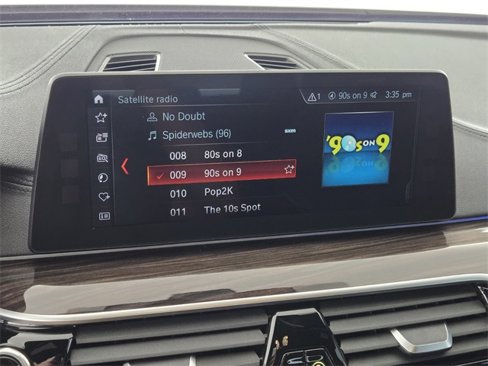 Satellite radio
1 90s on 9 3:35 pm
No Doubt
Spiderwebs (96)
008 80s on 8
009 90s on 9
010 Pop2K
011 The 10s Spot
'90s ON 9